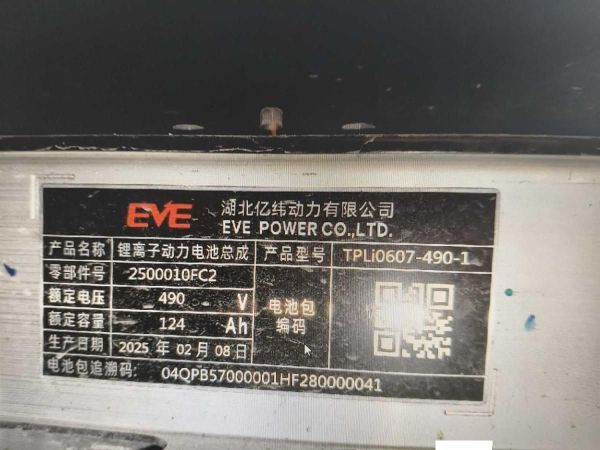 EVE 湖北亿纬动力有限公司
EVE POWER CO.,LTD.
产品名称 锂离子动力电池总成 产品型号 TPLi0607-490-1
零部件号 2500010FC2
额定电压 490 V 电池包
额定容量 124 Ah 编码
生产日期 2025 年 02 月 08 日
电池包追溯码: 04QPB57000001HF280000041